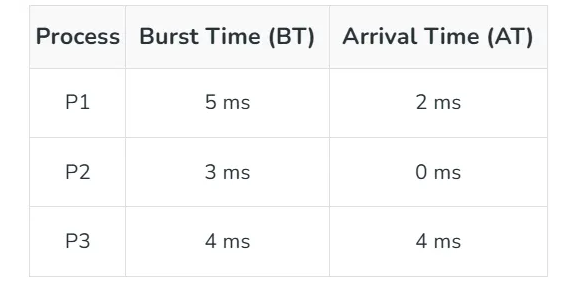 Process Burst Time (BT) Arrival Time (AT)
P1 5 ms 2 ms
P2 3 ms 0 ms
P3 4 ms 4 ms